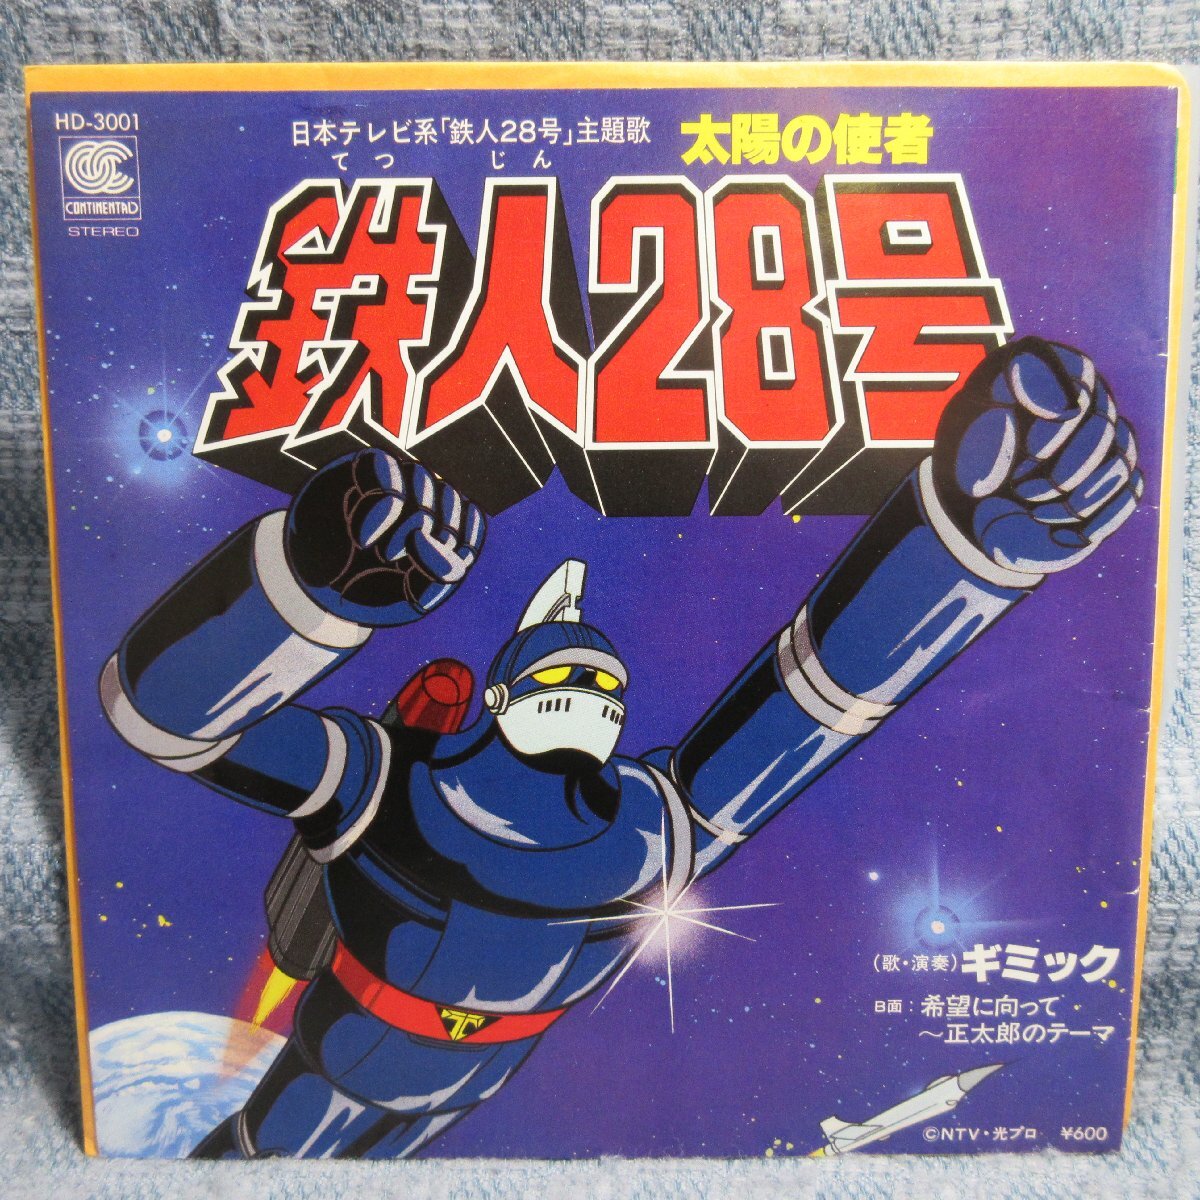 HD-3001
CONTINENTAL
STEREO
日本テレビ系「鉄人28号」主題歌 太陽の使者
てつ じん
鉄人28号
(歌・演奏)ギミック
B面：希望に向って
～正太郎のテーマ
©NTV・光プロ ¥600